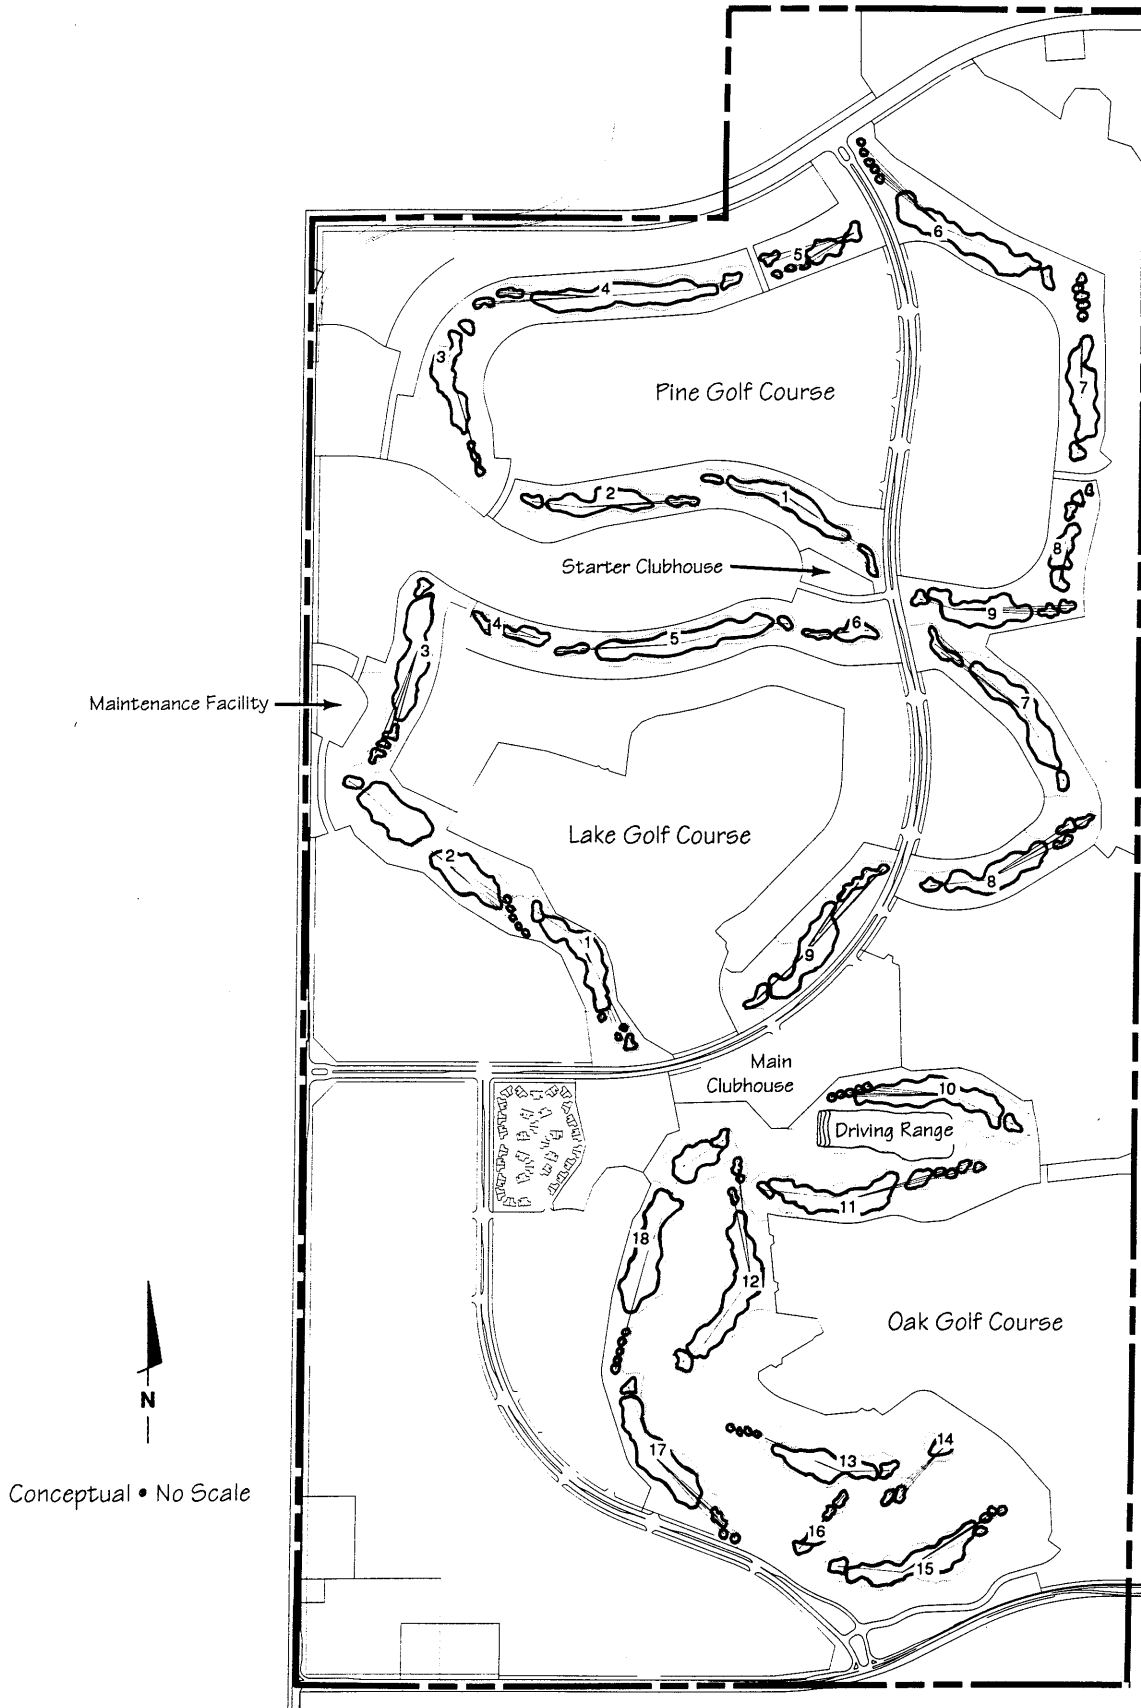 6
5
4
3
7
Pine Golf Course
2
1
8
Starter Clubhouse
9
4
6
5
3
7
Maintenance Facility
Lake Golf Course
2
8
1
9
Main
Clubhouse
10
Driving Range
11
18
12
Oak Golf Course
N
14
17
13
Conceptual • No Scale
16
15